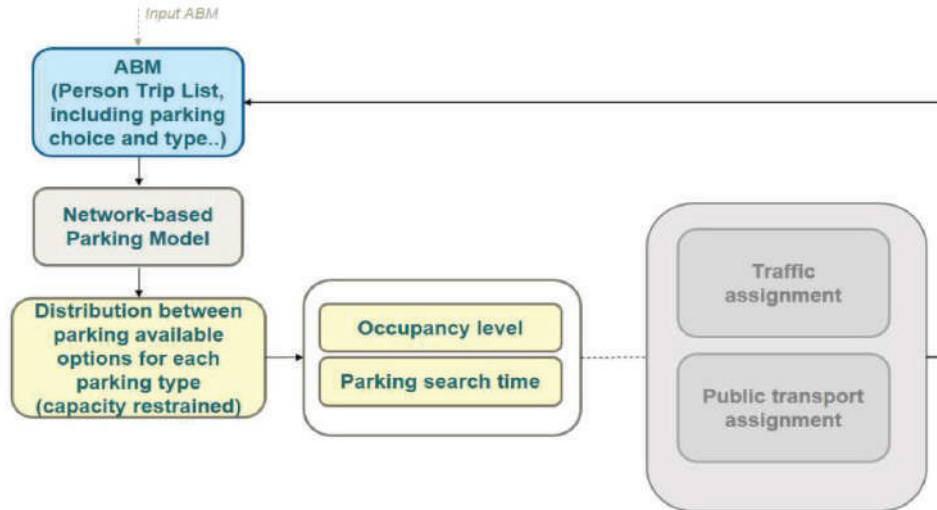 Input ABM
ABM
(Person Trip List,
including parking
choice and type..)
Network-based
Parking Model
Distribution between
parking available
options for each
parking type
(capacity restrained)
Occupancy level
Parking search time
Traffic
assignment
Public transport
assignment